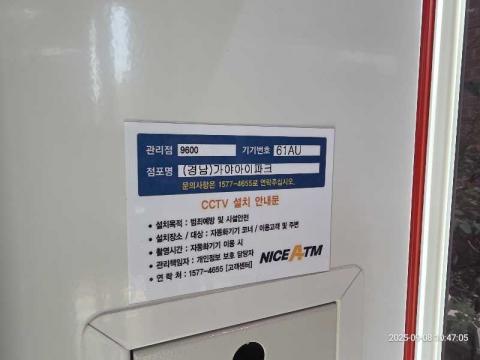 관리점 9600 기기번호 61AU
점포명 (경남)가야아이파크
문의사항은 1577-4655로 연락주십시오.
CCTV 설치 안내문
• 설치목적 : 범죄예방 및 시설안전
• 설치장소 / 대상 : 자동화기기 코너 / 이용고객 및 주변
• 촬영시간 : 자동화기기 이용 시
• 관리책임자 : 개인정보 보호 담당자
• 연 락 처 : 1577-4655 [고객센터]
NICE ATM
2025-09-08 10:47:05